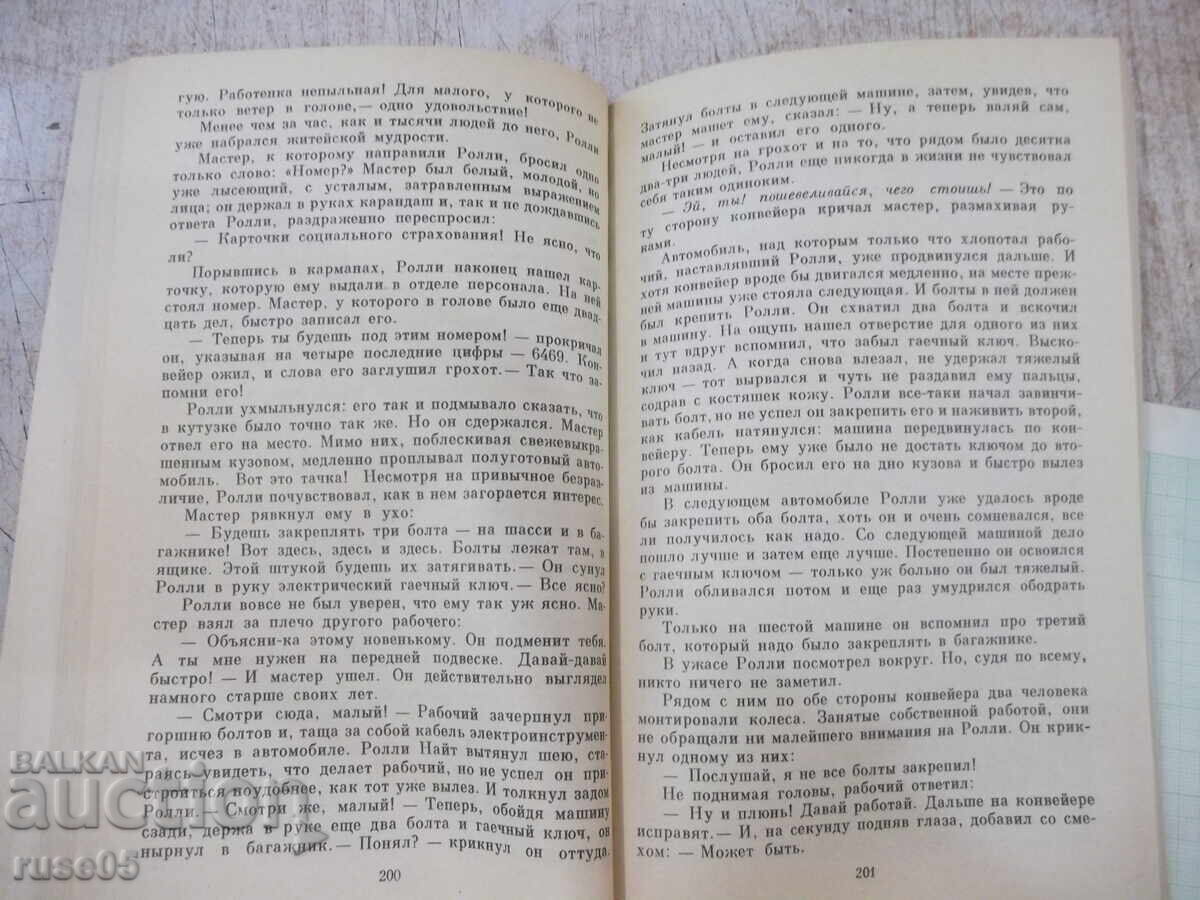 гую. Работенка непыльная! Для малого, у которого не
только ветер в голове,— одно удовольствие!
Менее чем за час, как и тысячи людей до него, Ролли
уже набрался житейской мудрости.
Мастер, к которому направили Ролли, бросил одно
только слово: «Номер?» Мастер был белый, молодой, но
уже лысеющий, с усталым, затравленным выражением
лица; он держал в руках карандаш и, так и не дождавшись
ответа Ролли, раздраженно переспросил:
— Карточки социального страхования! Не ясно, что
ли?
Порывшись в карманах, Ролли наконец нашел кар-
точку, которую ему выдали в отделе персонала. На ней
стоял номер. Мастер, у которого в голове было еще двад-
цать дел, быстро записал его.
— Теперь ты будешь под этим номером! — прокричал
он, указывая на четыре последние цифры — 6469. Кон-
вейер ожил, и слова его заглушил грохот.— Так что за-
помни его!
Ролли ухмыльнулся: его так и подмывало сказать, что
в кутузке было точно так же. Но он сдержался. Мастер
отвел его на место. Мимо них, поблескивая свежевыкра-
шенным кузовом, медленно проплывал полуготовый авто-
мобиль. Вот это тачка! Несмотря на привычное безраз-
личие, Ролли почувствовал, как в нем загорается интерес.
Мастер рявкнул ему в ухо:
— Будешь закреплять три болта — на шасси и в ба-
гажнике! Вот здесь, здесь и здесь. Болты лежат там, в
ящике. Этой штукой будешь их затягивать.— Он сунул
Ролли в руку электрический гаечный ключ.— Все ясно?
Ролли вовсе не был уверен, что ему так уж ясно. Ма-
стер взял за плечо другого рабочего:
— Объясни-ка этому новенькому. Он подменит тебя.
А ты мне нужен на передней подвеске. Давай-давай
быстро! — И мастер ушел. Он действительно выглядел
намного старше своих лет.
— Смотри сюда, малый! — Рабочий зачерпнул при-
горшню болтов и, таща за собой кабель электроинструмен-
та, исчез в автомобиле. Ролли Найт вытянул шею, ста-
раясь увидеть, что делает рабочий, но не успел он при-
строиться поудобнее, как тот уже вылез. И толкнул задом
Ролли.— Смотри же, малый! — Теперь, обойдя машину
сзади, держа в руке еще два болта и гаечный ключ, он
нырнул в багажник.— Понял? — крикнул он оттуда.
200
Затянул болты в следующей машине, затем, увидев, что
мастер машет ему, сказал: — Ну, а теперь валяй сам,
малый! — и оставил его одного.
Несмотря на грохот и на то, что рядом было десятка
два-три людей, Ролли еще никогда в жизни не чувствовал
себя таким одиноким.
— Эй, ты! пошевеливайся, чего стоишь! — Это по
ту сторону конвейера кричал мастер, размахивая ру-
ками.
Автомобиль, над которым только что хлопотал рабо-
чий, наставлявший Ролли, уже продвинулся дальше. И
хотя конвейер вроде бы двигался медленно, на месте преж-
ней машины уже стояла следующая. И болты в ней должен
был крепить Ролли. Он схватил два болта и вскочил
в машину. На ощупь нашел отверстие для одного из них
и тут вдруг вспомнил, что забыл гаечный ключ. Выско-
чил назад. А когда снова влезал, не удержал тяжелый
ключ — тот вырвался и чуть не раздавил ему пальцы,
содрав с костяшек кожу. Ролли все-таки начал завинчи-
вать болт, но не успел он закрепить его и наживить второй,
как кабель натянулся: машина передвинулась по кон-
вейеру. Теперь ему уже было не достать ключом до вто-
рого болта. Он бросил его на дно кузова и быстро вылез
из машины.
В следующем автомобиле Ролли уже удалось вроде
бы закрепить оба болта, хоть он и очень сомневался, все
ли получилось как надо. Со следующей машиной дело
пошло лучше и затем еще лучше. Постепенно он освоился
с гаечным ключом — только уж больно он был тяжелый.
Ролли обливался потом и еще раз умудрился ободрать
руки.
Только на шестой машине он вспомнил про третий
болт, который надо было закреплять в багажнике.
В ужасе Ролли посмотрел вокруг. Но, судя по всему,
никто ничего не заметил.
Рядом с ним по обе стороны конвейера два человека
монтировали колеса. Занятые собственной работой, они
не обращали ни малейшего внимания на Ролли. Он крик-
нул одному из них:
— Послушай, я не все болты закрепил!
Не поднимая головы, рабочий ответил:
— Ну и плюнь! Давай работай. Дальше на конвейере
исправят.— И, на секунду подняв глаза, добавил со сме-
хом: — Может быть.
201
BALKAN
auction
ruse05